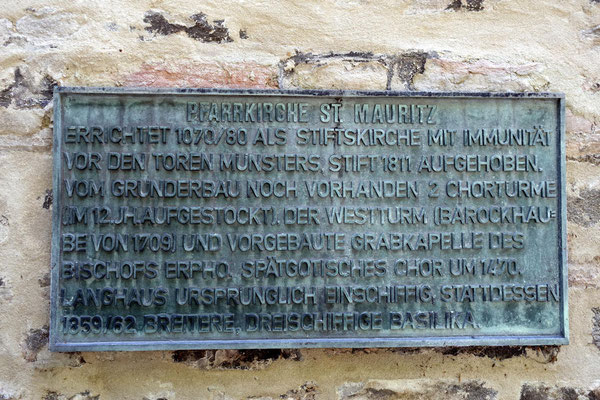 PFARRKIRCHE ST. MAURITZ
ERRICHTET 1070/80 ALS STIFTSKIRCHE MIT IMMUNITÄT
VOR DEN TOREN MÜNSTERS, STIFT 1811 AUFGEHOBEN.
VOM GRÜNDERBAU NOCH VORHANDEN 2 CHORTÜRME
(IM 12.JH.AUFGESTOCKT). DER WESTTURM (BAROCKHAU-
BE VON 1709) UND VORGEBAUTE GRABKAPELLE DES
BISCHOFS ERPHO, SPÄTGOTISCHES CHOR UM 1470.
LANGHAUS URSPRÜNGLICH EINSCHIFFIG, STATTDESSEN
1859/62 BREITERE, DREISCHIFFIGE BASILIKA.